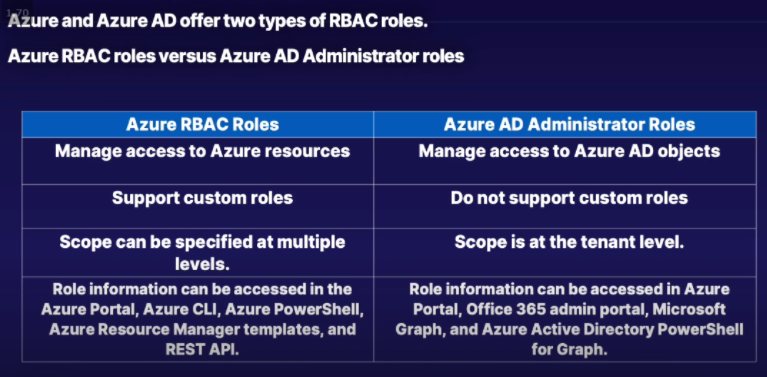 Azure and Azure AD offer two types of RBAC roles.
Azure RBAC roles versus Azure AD Administrator roles
Azure RBAC Roles
Azure AD Administrator Roles
Manage access to Azure resources
Manage access to Azure AD objects
Support custom roles
Do not support custom roles
Scope can be specified at multiple
levels.
Scope is at the tenant level.
Role information can be accessed in the
Azure Portal, Azure CLI, Azure PowerShell,
Azure Resource Manager templates, and
REST API.
Role information can be accessed in Azure
Portal, Office 365 admin portal, Microsoft
Graph, and Azure Active Directory PowerShell
for Graph.